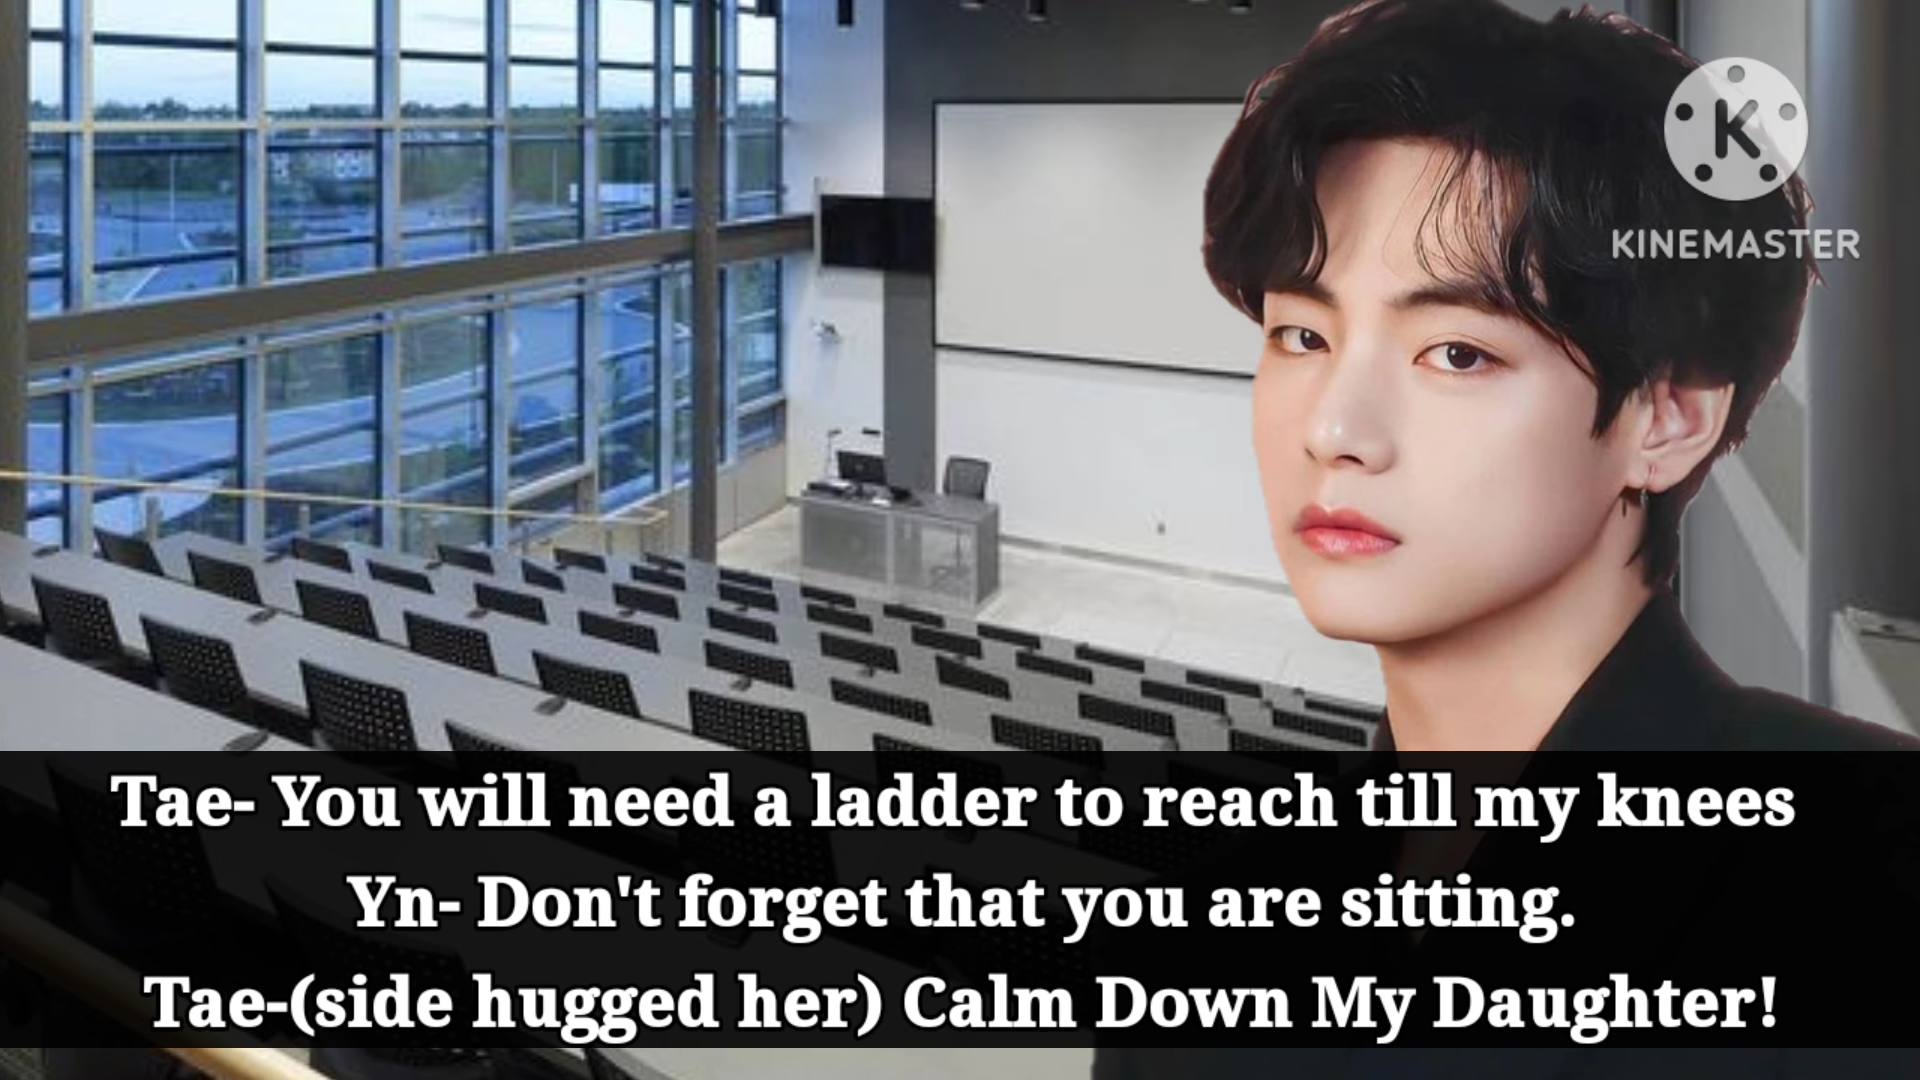 K
KINEMASTER
Tae- You will need a ladder to reach till my knees
Yn- Don't forget that you are sitting.
Tae-(side hugged her) Calm Down My Daughter!